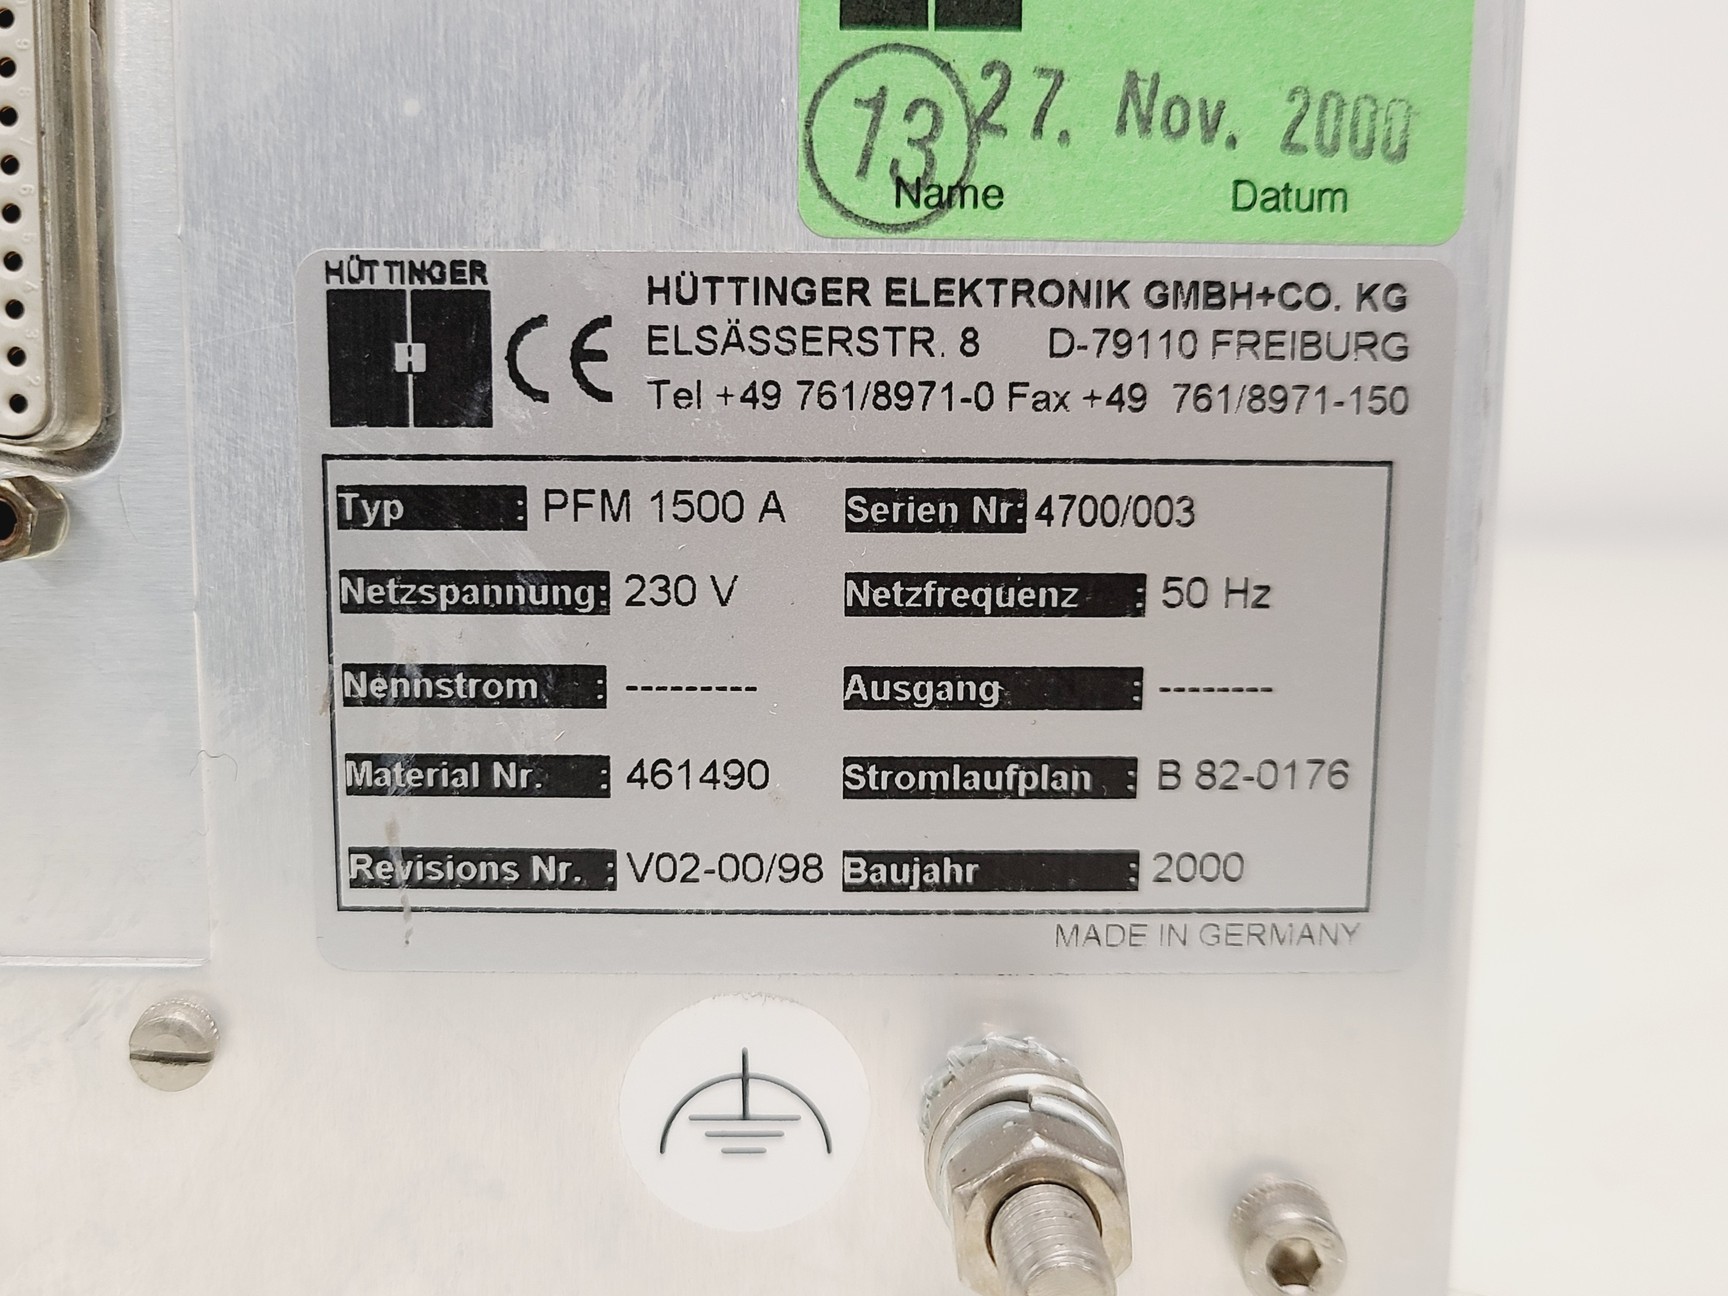 13 27. Nov. 2000
Name Datum
HÜTTINGER
H
CE
HÜTTINGER ELEKTRONIK GMBH+CO. KG
ELSÄSSERSTR. 8 D-79110 FREIBURG
Tel +49 761/8971-0 Fax +49 761/8971-150
Typ : PFM 1500 A Serien Nr: 4700/003
Netzspannung: 230 V Netzfrequenz : 50 Hz
Nennstrom : --------- Ausgang : --------
Material Nr. : 461490 Stromlaufplan : B 82-0176
Revisions Nr. : V02-00/98 Baujahr : 2000
MADE IN GERMANY